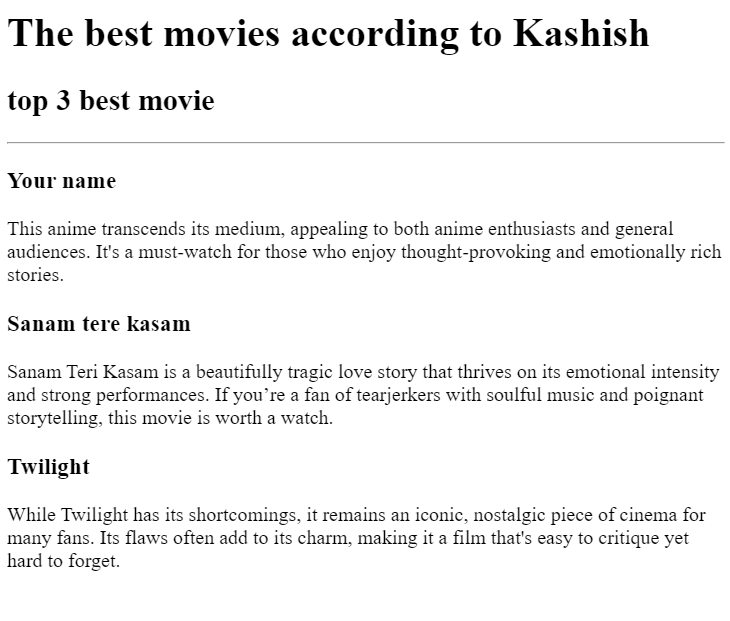 The best movies according to Kashish
top 3 best movie
Your name
This anime transcends its medium, appealing to both anime enthusiasts and general
audiences. It's a must-watch for those who enjoy thought-provoking and emotionally rich
stories.
Sanam tere kasam
Sanam Teri Kasam is a beautifully tragic love story that thrives on its emotional intensity
and strong performances. If you’re a fan of tearjerkers with soulful music and poignant
storytelling, this movie is worth a watch.
Twilight
While Twilight has its shortcomings, it remains an iconic, nostalgic piece of cinema for
many fans. Its flaws often add to its charm, making it a film that's easy to critique yet
hard to forget.